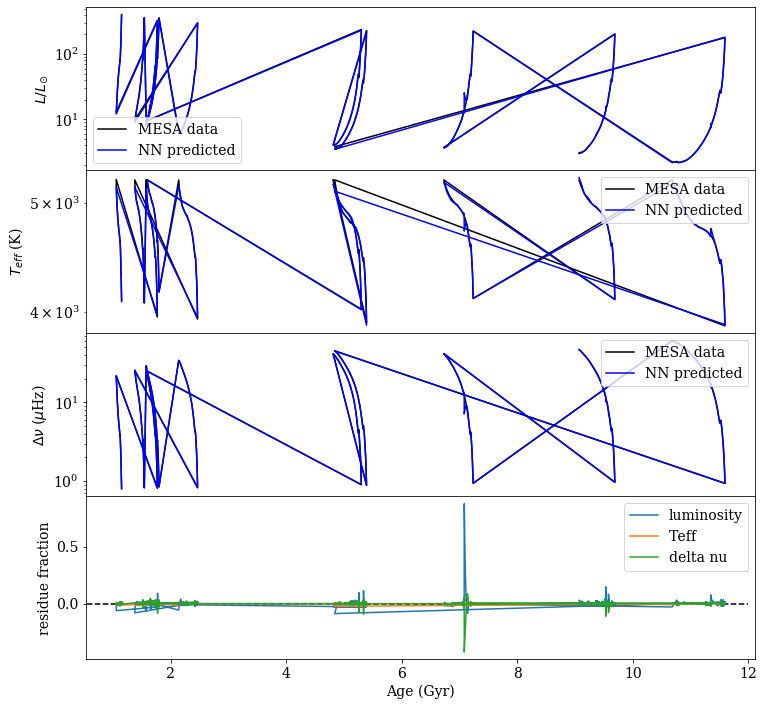 10²
10¹
L/L⊙
MESA data
NN predicted
5 × 10³
4 × 10³
T_eff (K)
MESA data
NN predicted
10¹
10⁰
Δν (μHz)
MESA data
NN predicted
0.5
0.0
residue fraction
luminosity
Teff
delta nu
2 4 6 8 10 12
Age (Gyr)